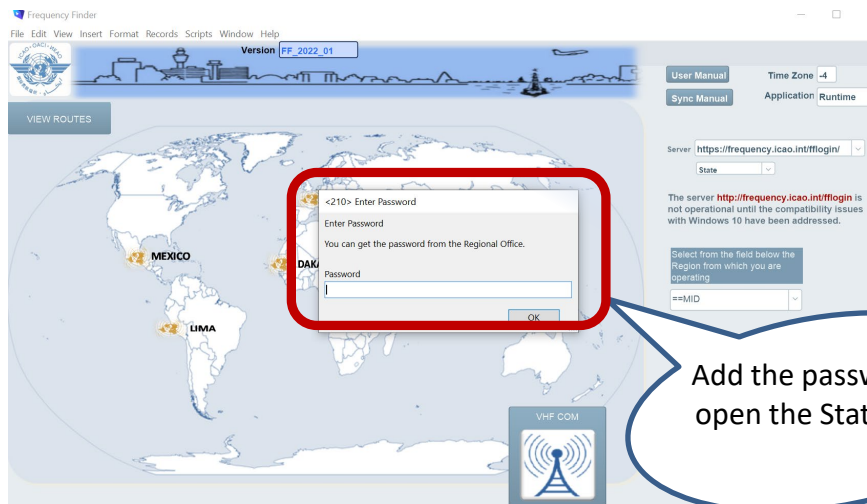 Frequency Finder
File Edit View Insert Format Records Scripts Window Help
Version FF_2022_01
User Manual
Time Zone -4
Sync Manual
Application Runtime
VIEW ROUTES
Server https://frequency.icao.int/fflogin/
State
The server http://frequency.icao.int/fflogin is
not operational until the compatibility issues
with Windows 10 have been addressed.
Select from the field below the
Region from which you are
operating
==MID
<210> Enter Password
Enter Password
You can get the password from the Regional Office.
Password
OK
MEXICO
DAK
LIMA
Add the passw
open the Stat
VHF COM